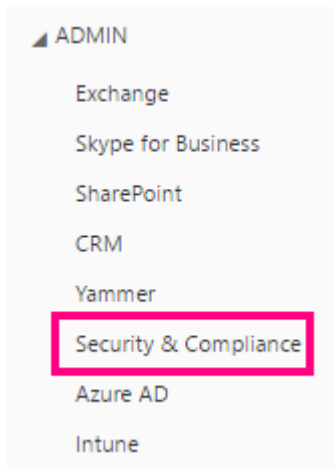 ADMIN
Exchange
Skype for Business
SharePoint
CRM
Yammer
Security & Compliance
Azure AD
Intune